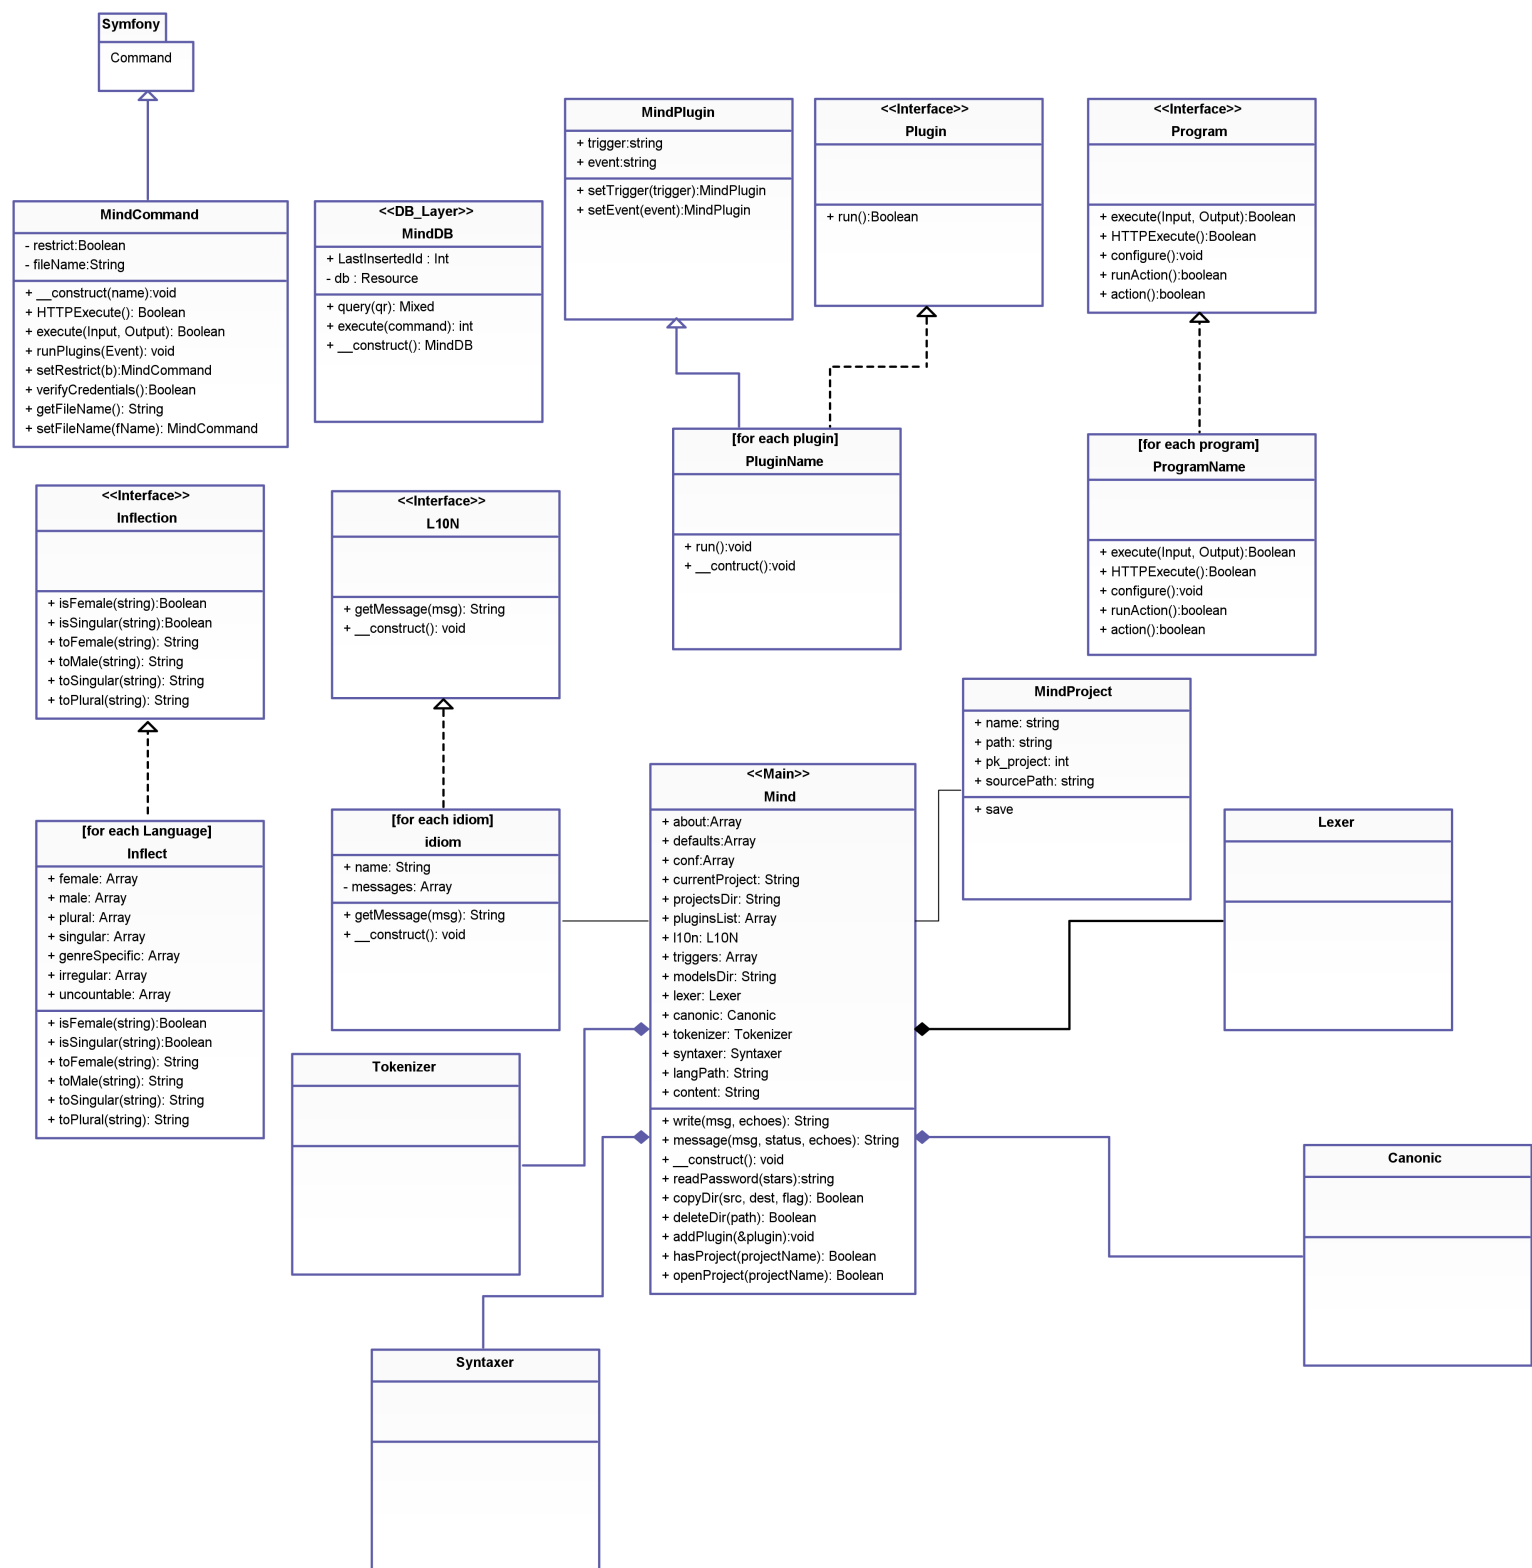 Symfony
Command
MindCommand
- restrict:Boolean
- fileName:String
+ __construct(name):void
+ HTTPExecute(): Boolean
+ execute(Input, Output): Boolean
+ runPlugins(Event): void
+ setRestrict(b):MindCommand
+ verifyCredentials():Boolean
+ getFileName(): String
+ setFileName(fName): MindCommand
<<DB_Layer>>
MindDB
+ LastInsertedId : Int
- db : Resource
+ query(qr): Mixed
+ execute(command): int
+ __construct(): MindDB
MindPlugin
+ trigger:string
+ event:string
+ setTrigger(trigger):MindPlugin
+ setEvent(event):MindPlugin
<<Interface>>
Plugin
+ run():Boolean
<<Interface>>
Program
+ execute(Input, Output):Boolean
+ HTTPExecute():Boolean
+ configure():void
+ runAction():boolean
+ action():boolean
[for each plugin]
PluginName
+ run():void
+ __contruct():void
[for each program]
ProgramName
+ execute(Input, Output):Boolean
+ HTTPExecute():Boolean
+ configure():void
+ runAction():boolean
+ action():boolean
<<Interface>>
Inflection
+ isFemale(string):Boolean
+ isSingular(string):Boolean
+ toFemale(string): String
+ toMale(string): String
+ toSingular(string): String
+ toPlural(string): String
<<Interface>>
L10N
+ getMessage(msg): String
+ __construct(): void
[for each Language]
Inflect
+ female: Array
+ male: Array
+ plural: Array
+ singular: Array
+ genreSpecific: Array
+ irregular: Array
+ uncountable: Array
+ isFemale(string):Boolean
+ isSingular(string):Boolean
+ toFemale(string): String
+ toMale(string): String
+ toSingular(string): String
+ toPlural(string): String
[for each idiom]
idiom
+ name: String
- messages: Array
+ getMessage(msg): String
+ __construct(): void
<<Main>>
Mind
+ about:Array
+ defaults:Array
+ conf:Array
+ currentProject: String
+ projectsDir: String
+ pluginsList: Array
+ l10n: L10N
+ triggers: Array
+ modelsDir: String
+ lexer: Lexer
+ canonic: Canonic
+ tokenizer: Tokenizer
+ syntaxer: Syntaxer
+ langPath: String
+ content: String
+ write(msg, echoes): String
+ message(msg, status, echoes): String
+ __construct(): void
+ readPassword(stars):string
+ copyDir(src, dest, flag): Boolean
+ deleteDir(path): Boolean
+ addPlugin(&plugin):void
+ hasProject(projectName): Boolean
+ openProject(projectName): Boolean
MindProject
+ name: string
+ path: string
+ pk_project: int
+ sourcePath: string
+ save
Lexer
Tokenizer
Canonic
Syntaxer